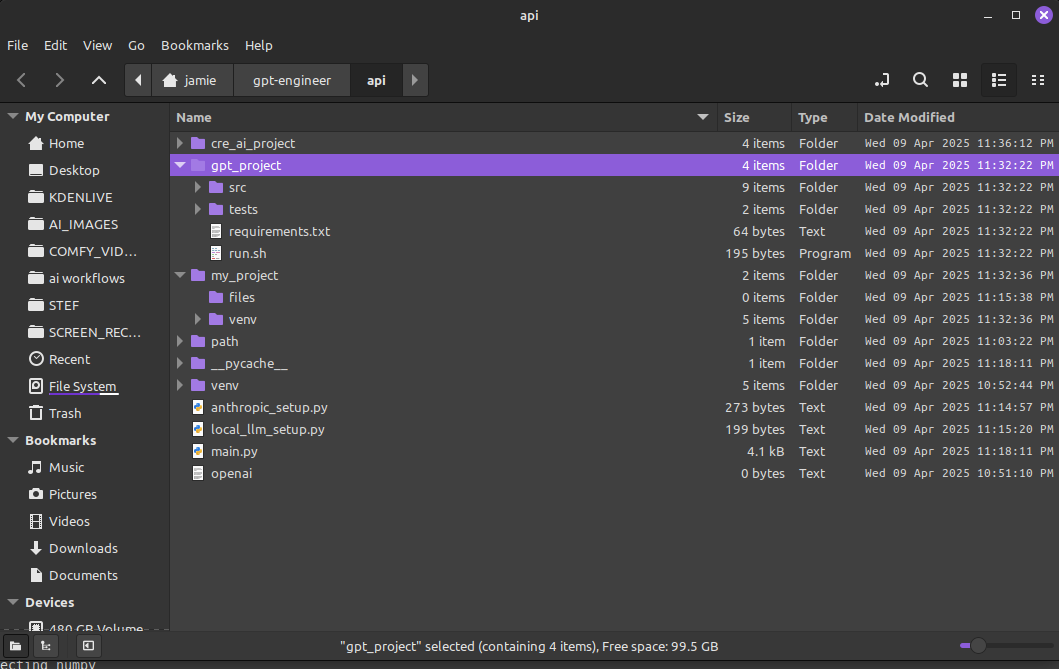 api
File Edit View Go Bookmarks Help
jamie gpt-engineer api
My Computer
Home
Desktop
KDENLIVE
AI_IMAGES
COMFY_VID...
ai workflows
STEF
SCREEN_REC...
Recent
File System
Trash
Bookmarks
Music
Pictures
Videos
Downloads
Documents
Devices
480 GB Volume
Name Size Type Date Modified
cre_ai_project 4 items Folder Wed 09 Apr 2025 11:36:12 PM
gpt_project 4 items Folder Wed 09 Apr 2025 11:32:22 PM
src 9 items Folder Wed 09 Apr 2025 11:32:22 PM
tests 2 items Folder Wed 09 Apr 2025 11:32:22 PM
requirements.txt 64 bytes Text Wed 09 Apr 2025 11:32:22 PM
run.sh 195 bytes Program Wed 09 Apr 2025 11:32:22 PM
my_project 2 items Folder Wed 09 Apr 2025 11:32:36 PM
files 0 items Folder Wed 09 Apr 2025 11:15:38 PM
venv 5 items Folder Wed 09 Apr 2025 11:32:36 PM
path 1 item Folder Wed 09 Apr 2025 11:03:22 PM
__pycache__ 1 item Folder Wed 09 Apr 2025 11:18:11 PM
venv 5 items Folder Wed 09 Apr 2025 10:52:44 PM
anthropic_setup.py 273 bytes Text Wed 09 Apr 2025 11:14:57 PM
local_llm_setup.py 199 bytes Text Wed 09 Apr 2025 11:15:20 PM
main.py 4.1 kB Text Wed 09 Apr 2025 11:18:11 PM
openai 0 bytes Text Wed 09 Apr 2025 10:51:10 PM
"gpt_project" selected (containing 4 items), Free space: 99.5 GB
ecting numpy